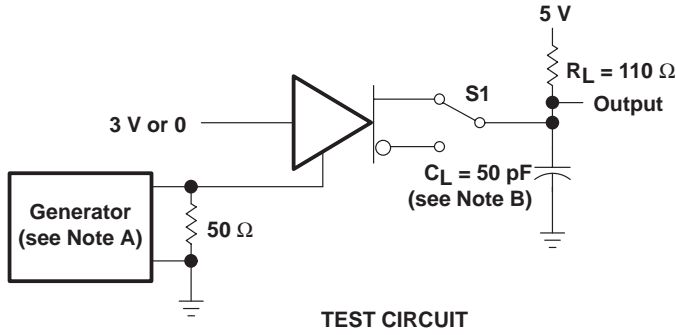 5 V
R_L = 110 Ω
S1
Output
3 V or 0
C_L = 50 pF
(see Note B)
Generator
(see Note A)
50 Ω
TEST CIRCUIT